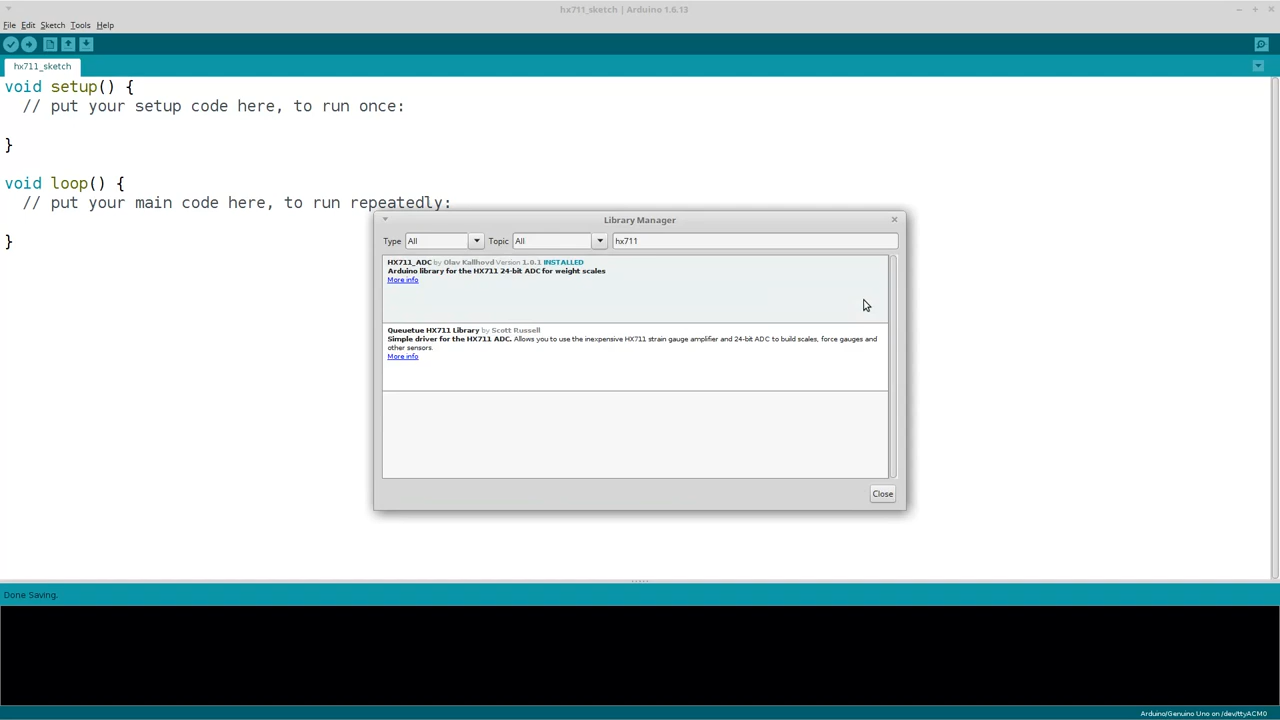 hx711_sketch | Arduino 1.6.13
File Edit Sketch Tools Help
hx711_sketch
void setup() {
// put your setup code here, to run once:
}
void loop() {
// put your main code here, to run repeatedly:
}
Library Manager
Type All Topic All hx711
HX711_ADC by Olav Kallhovd Version 1.0.1 INSTALLED
Arduino library for the HX711 24-bit ADC for weight scales
More info
Queuetue HX711 Library by Scott Russell
Simple driver for the HX711 ADC. Allows you to use the inexpensive HX711 strain gauge amplifier and 24-bit ADC to build scales, force gauges and
other sensors.
More info
Close
Done Saving.
Arduino/Genuino Uno on /dev/ttyACM0